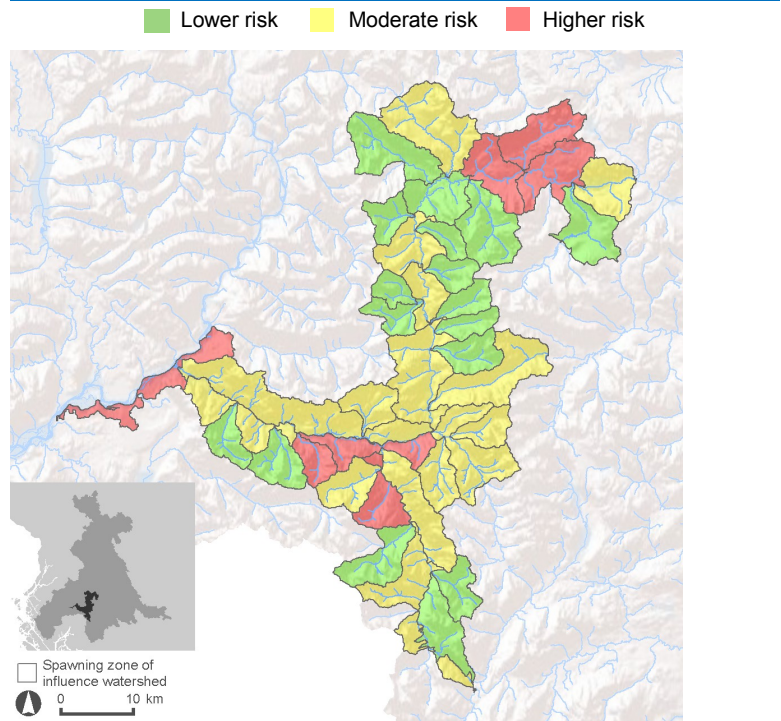 Lower risk Moderate risk Higher risk
Spawning zone of
influence watershed
0 10 km